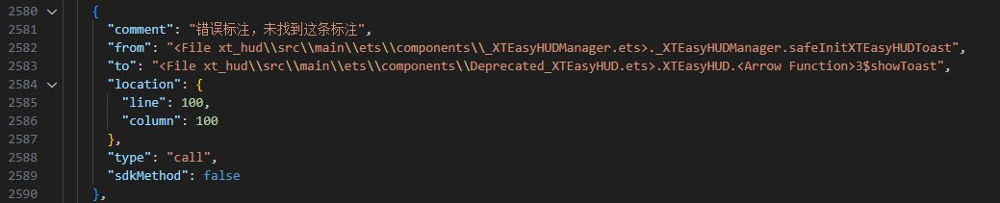 2580 {
2581 "comment": "错误标注，未找到这条标注",
2582 "from": "<File xt_hud\\src\\main\\ets\\components\\_XTEasyHUDManager.ets>._XTEasyHUDManager.safeInitXTEasyHUDToast",
2583 "to": "<File xt_hud\\src\\main\\ets\\components\\Deprecated_XTEasyHUD.ets>.XTEasyHUD.<Arrow Function>3$showToast",
2584 "location": {
2585 "line": 100,
2586 "column": 100
2587 },
2588 "type": "call",
2589 "sdkMethod": false
2590 },